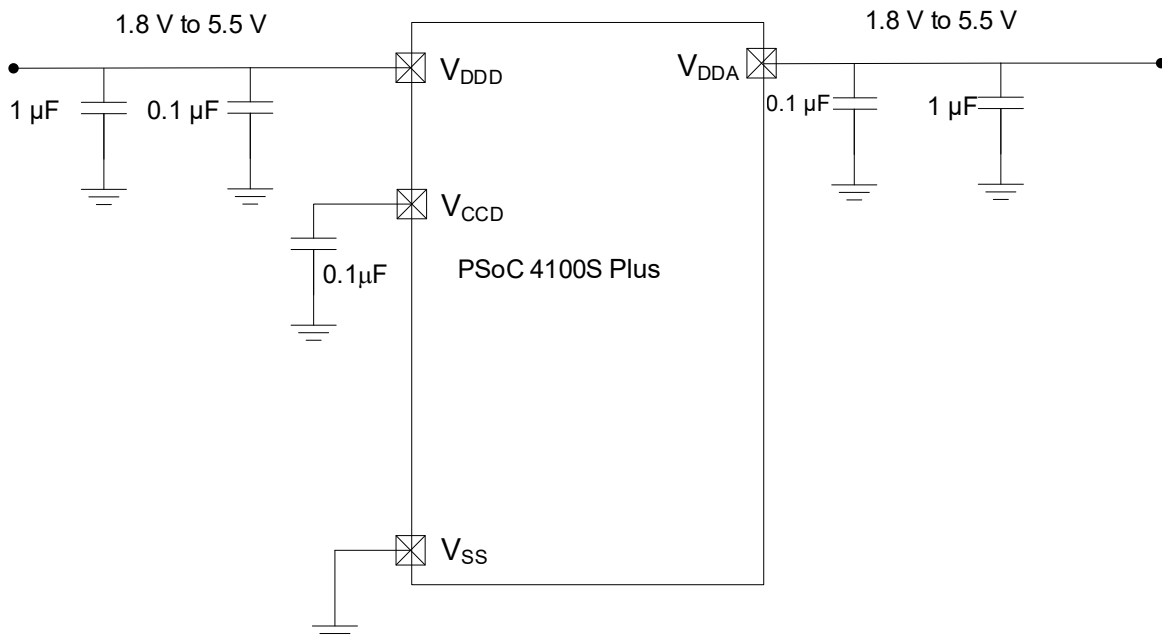 1.8 V to 5.5 V
1.8 V to 5.5 V
VDDD
VDDA
1 µF
0.1 µF
0.1 µF
1 µF
VCCD
0.1µF
PSoC 4100S Plus
VSS